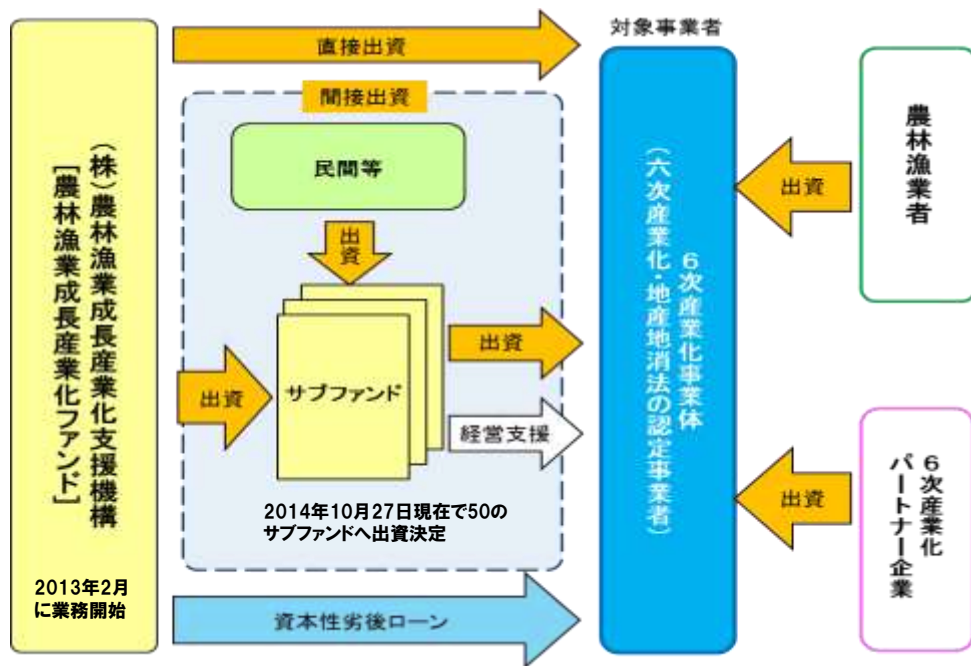 (株)農林漁業成長産業化支援機構
[農林漁業成長産業化ファンド]
2013年2月
に業務開始
直接出資
間接出資
民間等
出資
出資
サブファンド
出資
経営支援
2014年10月27日現在で50の
サブファンドへ出資決定
資本性劣後ローン
対象事業者
6次産業化事業体
(六次産業化・地産地消法の認定事業者)
出資
農林漁業者
出資
6次産業化
パートナー企業